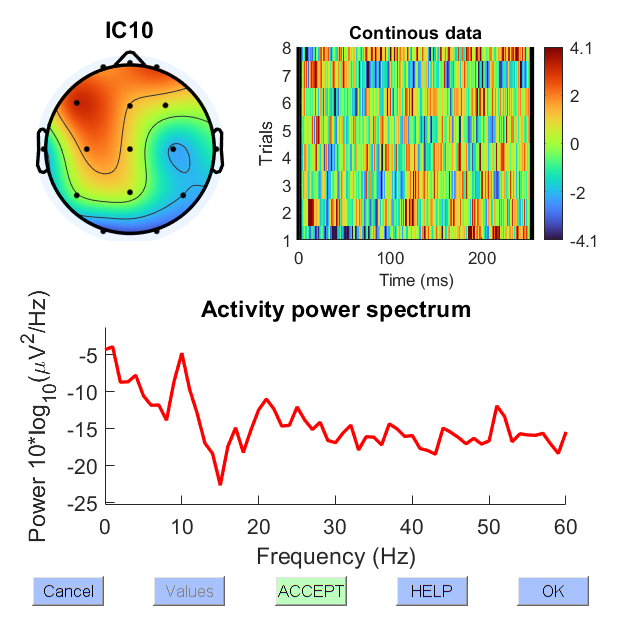 IC10
Continous data
8
7
6
5
4
3
2
1
Trials
0
100
200
Time (ms)
4.1
2
0
-2
-4.1
Activity power spectrum
Power 10*log10(μV2/Hz)
-5
-10
-15
-20
-25
0
10
20
30
40
50
60
Frequency (Hz)
Cancel
Values
ACCEPT
HELP
OK